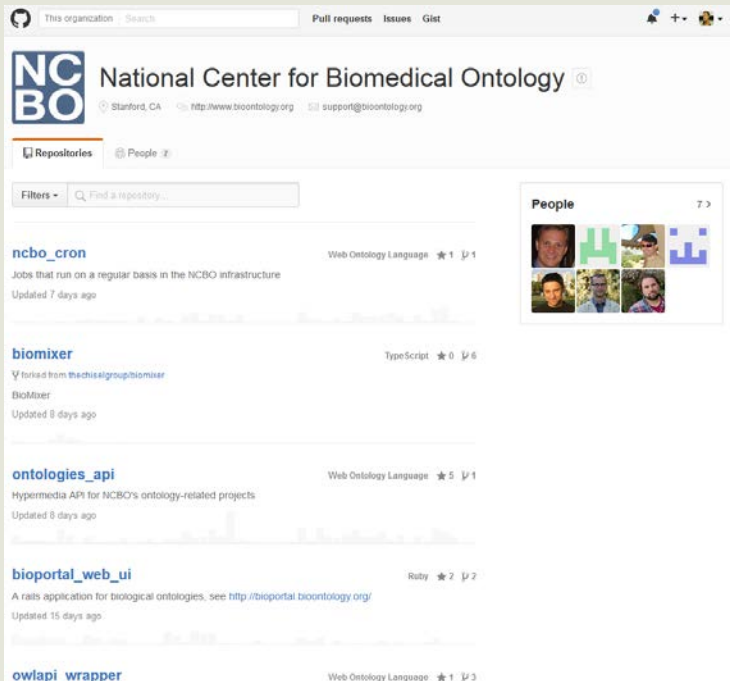 This organization Search Pull requests Issues Gist
NC
BO
National Center for Biomedical Ontology
Stanford, CA http://www.bioontology.org support@bioontology.org
Repositories People 7
Filters Find a repository...
People 7
ncbo_cron Web Ontology Language 1 1
Jobs that run on a regular basis in the NCBO infrastructure
Updated 7 days ago
biomixer TypeScript 0 6
forked from thechiselgroup/biomixer
BioMixer
Updated 8 days ago
ontologies_api Web Ontology Language 5 1
Hypermedia API for NCBO's ontology-related projects
Updated 8 days ago
bioportal_web_ui Ruby 2 2
A rails application for biological ontologies, see http://bioportal.bioontology.org/
Updated 15 days ago
owlapi_wrapper Web Ontology Language 1 3